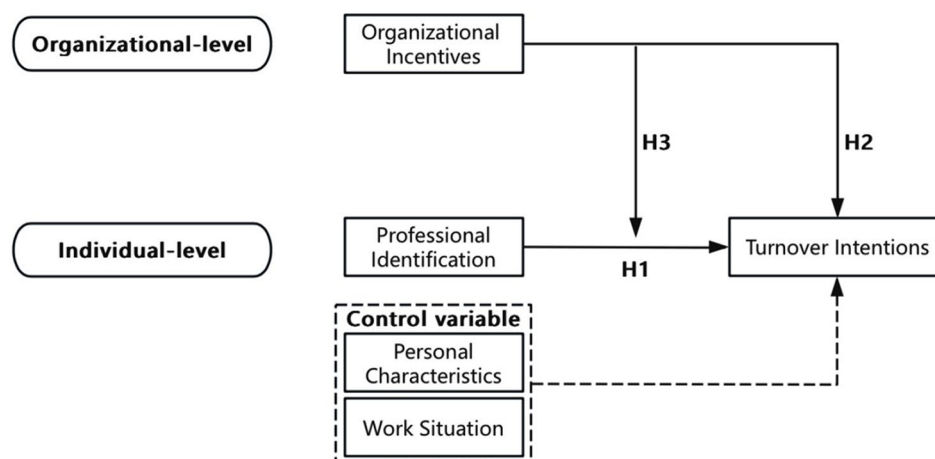 Organizational-level
Organizational
Incentives
H3
H2
Individual-level
Professional
Identification
H1
Turnover Intentions
Control variable
Personal
Characteristics
Work Situation